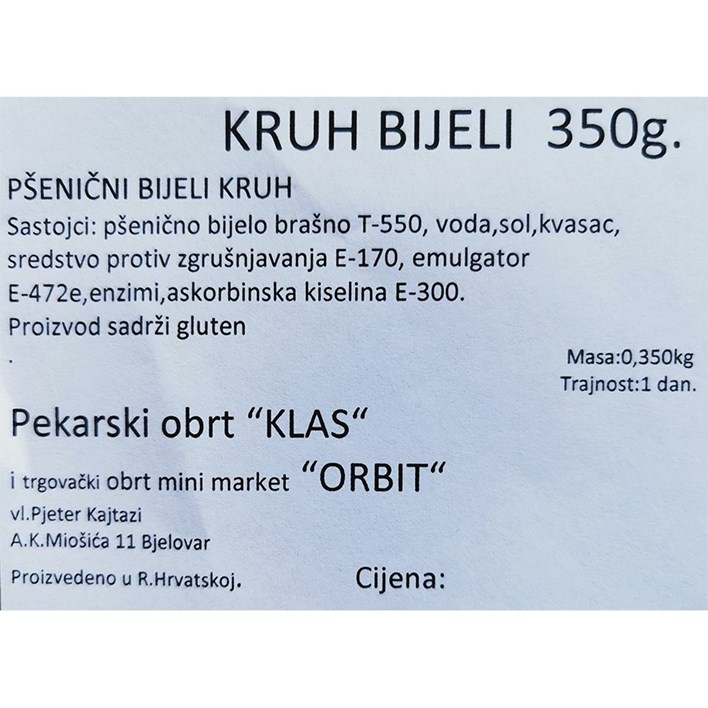 KRUH BIJELI 350g.
PŠENIČNI BIJELI KRUH
Sastojci: pšenično bijelo brašno T-550, voda,sol,kvasac,
sredstvo protiv zgrušnjavanja E-170, emulgator
E-472e,enzimi,askorbinska kiselina E-300.
Proizvod sadrži gluten
.
Masa:0,350kg
Trajnost:1 dan.
Pekarski obrt “KLAS“
i trgovački obrt mini market “ORBIT“
vl.Pjeter Kajtazi
A.K.Miošića 11 Bjelovar
Proizvedeno u R.Hrvatskoj. Cijena: